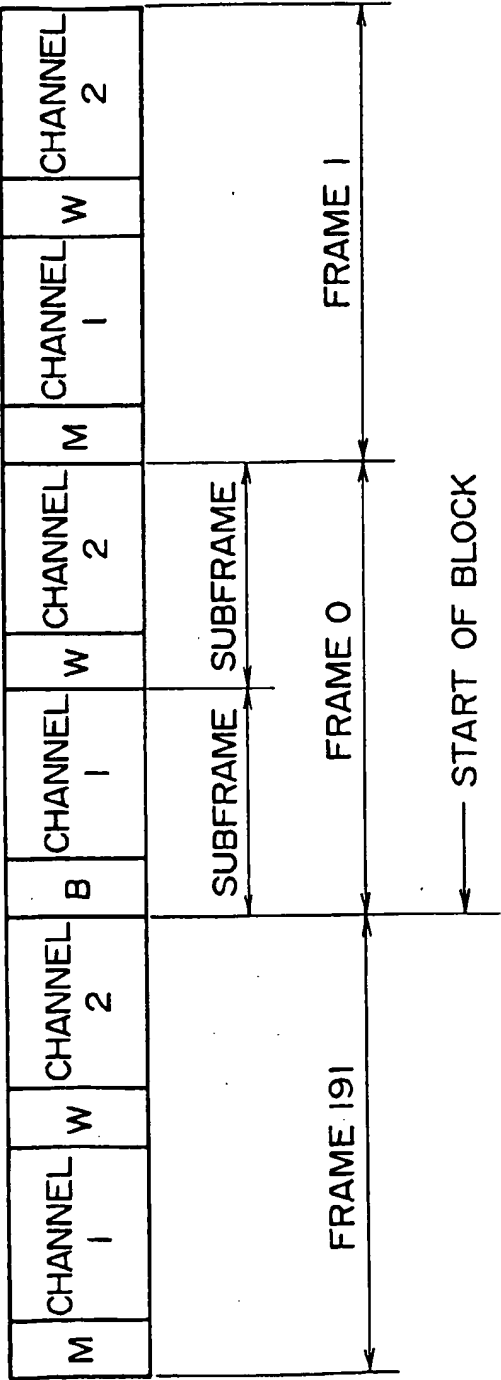 M CHANNEL 1 W CHANNEL 2 B CHANNEL 1 W CHANNEL 2 M CHANNEL 1 W CHANNEL 2
SUBFRAME SUBFRAME
FRAME 191 FRAME 0 FRAME 1
START OF BLOCK